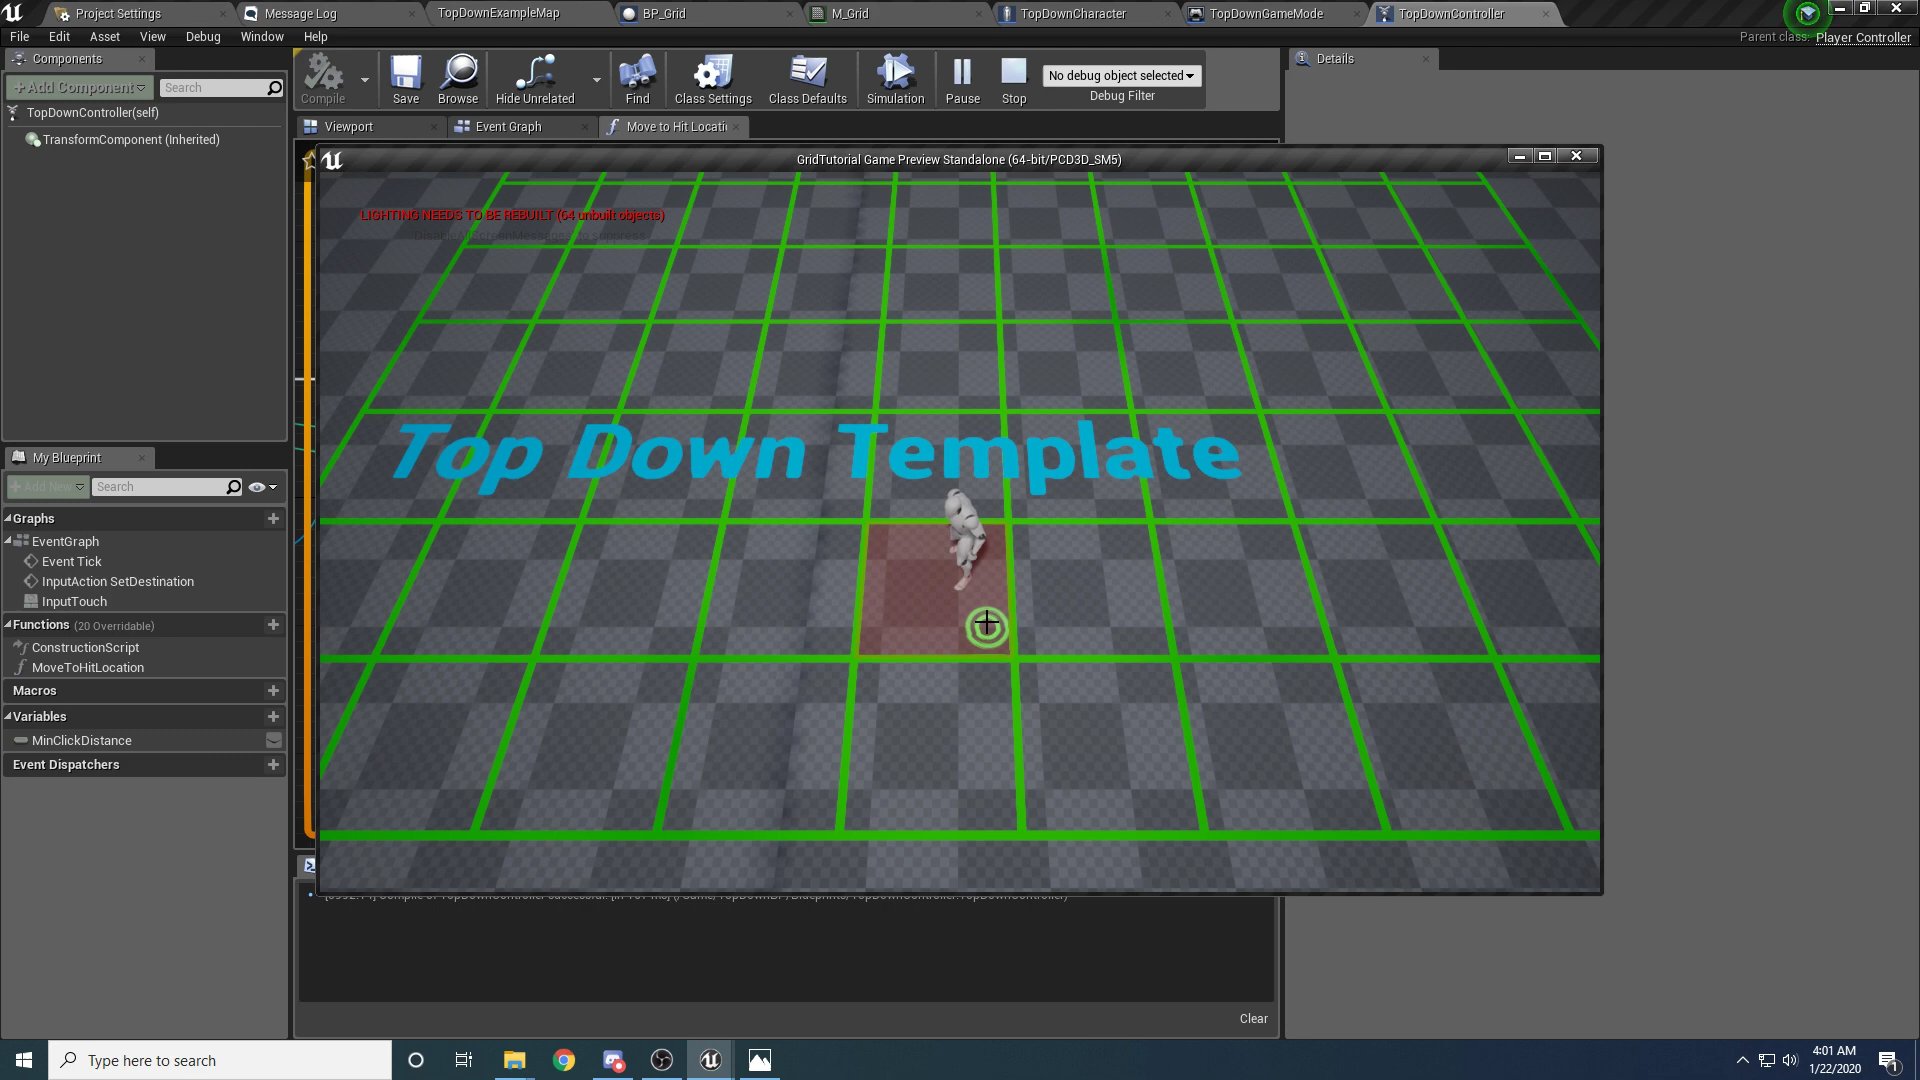 Project Settings
Message Log
TopDownExampleMap
BP_Grid
M_Grid
TopDownCharacter
TopDownGameMode
TopDownController
File Edit Asset View Debug Window Help
Parent class: Player Controller
Components
+Add Component
Search
TopDownController(self)
TransformComponent (Inherited)
Compile
Save
Browse
Hide Unrelated
Find
Class Settings
Class Defaults
Simulation
Pause
Stop
No debug object selected
Debug Filter
Details
Viewport
Event Graph
Move to Hit Locati
GridTutorial Game Preview Standalone (64-bit/PCD3D_SM5)
LIGHTING NEEDS TO BE REBUILT (64 unbuilt objects)
Top Down Template
My Blueprint
+ Add New
Search
Graphs
EventGraph
Event Tick
InputAction SetDestination
InputTouch
Functions (20 Overridable)
ConstructionScript
MoveToHitLocation
Macros
Variables
MinClickDistance
Event Dispatchers
Clear
Type here to search
4:01 AM
1/22/2020
1